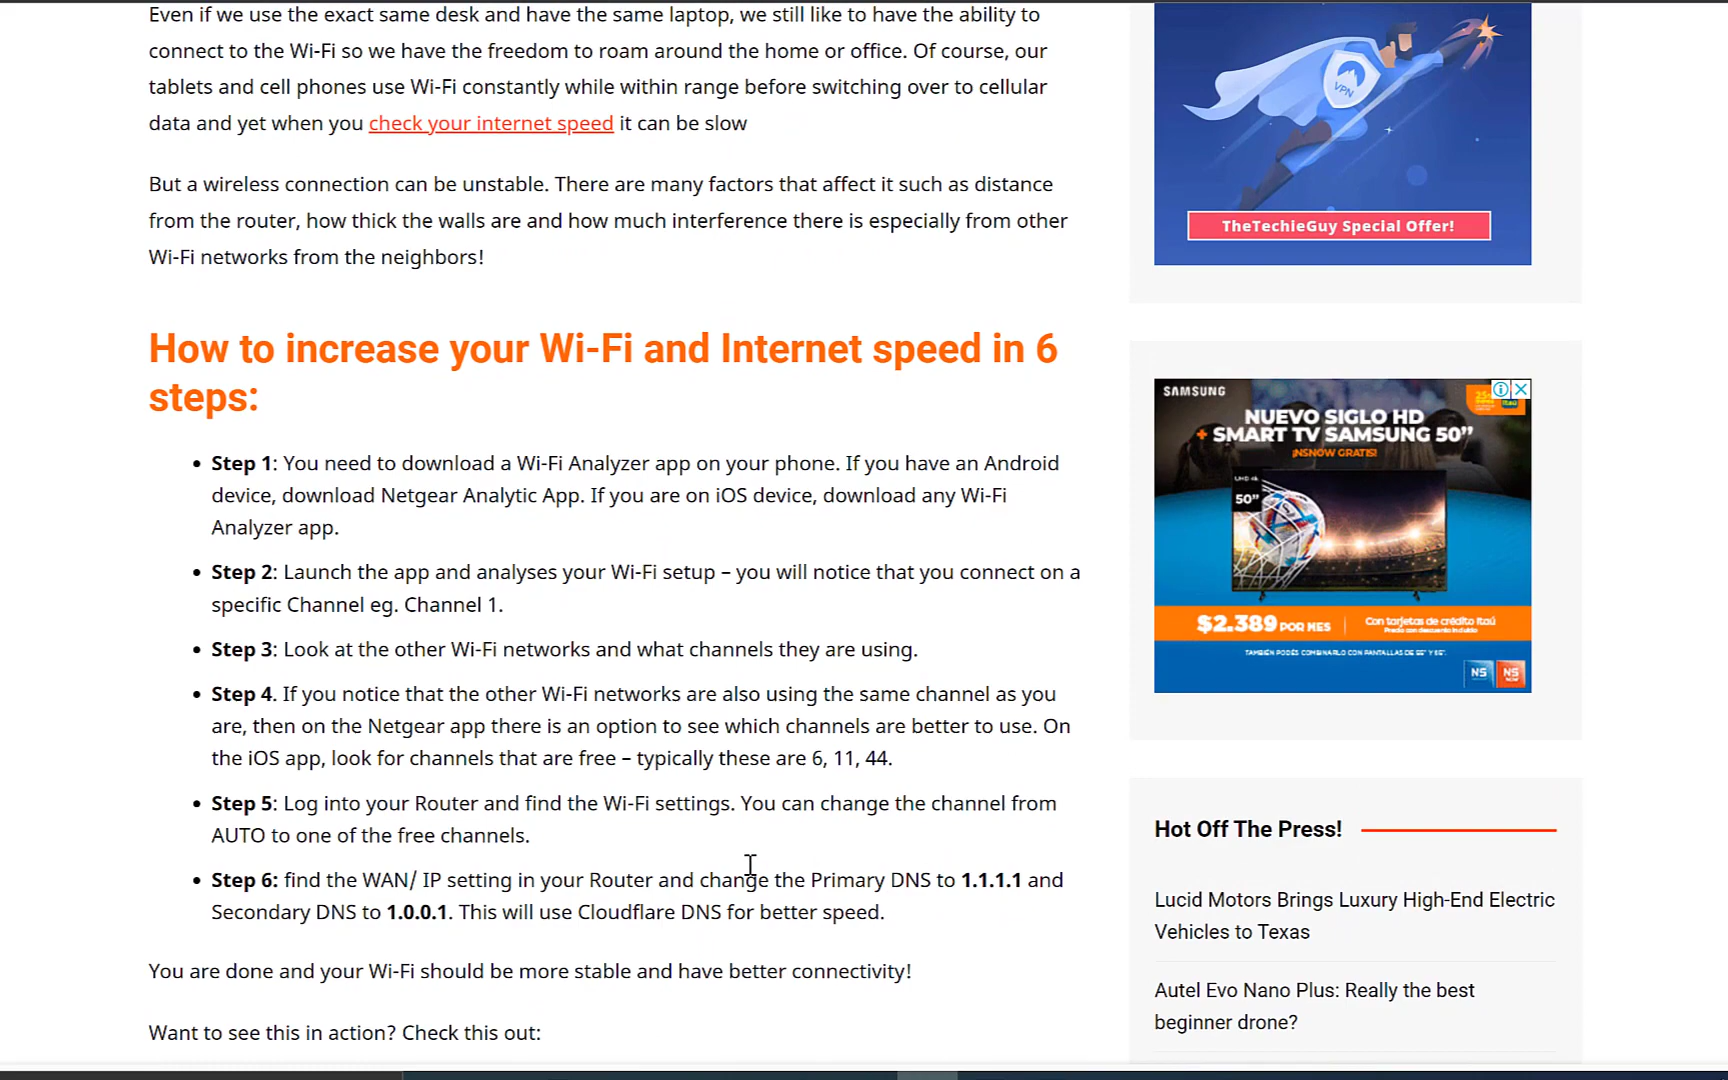 Even if we use the exact same desk and have the same laptop, we still like to have the ability to
connect to the Wi-Fi so we have the freedom to roam around the home or office. Of course, our
tablets and cell phones use Wi-Fi constantly while within range before switching over to cellular
data and yet when you check your internet speed it can be slow
But a wireless connection can be unstable. There are many factors that affect it such as distance
from the router, how thick the walls are and how much interference there is especially from other
Wi-Fi networks from the neighbors!
How to increase your Wi-Fi and Internet speed in 6
steps:
• Step 1: You need to download a Wi-Fi Analyzer app on your phone. If you have an Android
device, download Netgear Analytic App. If you are on iOS device, download any Wi-Fi
Analyzer app.
• Step 2: Launch the app and analyses your Wi-Fi setup – you will notice that you connect on a
specific Channel eg. Channel 1.
• Step 3: Look at the other Wi-Fi networks and what channels they are using.
• Step 4. If you notice that the other Wi-Fi networks are also using the same channel as you
are, then on the Netgear app there is an option to see which channels are better to use. On
the iOS app, look for channels that are free – typically these are 6, 11, 44.
• Step 5: Log into your Router and find the Wi-Fi settings. You can change the channel from
AUTO to one of the free channels.
• Step 6: find the WAN/ IP setting in your Router and change the Primary DNS to 1.1.1.1 and
Secondary DNS to 1.0.0.1. This will use Cloudflare DNS for better speed.
You are done and your Wi-Fi should be more stable and have better connectivity!
Want to see this in action? Check this out:
VPN
TheTechieGuy Special Offer!
SAMSUNG
NUEVO SIGLO HD
+ SMART TV SAMSUNG 50”
¡NSNOW GRATIS!
UHD 4k
50”
$2.389 POR MES
Con tarjetas de crédito Itaú
TAMBIÉN PODÉS COMBINARLO CON PANTALLAS DE
NS
NS
NOW
Hot Off The Press!
Lucid Motors Brings Luxury High-End Electric
Vehicles to Texas
Autel Evo Nano Plus: Really the best
beginner drone?